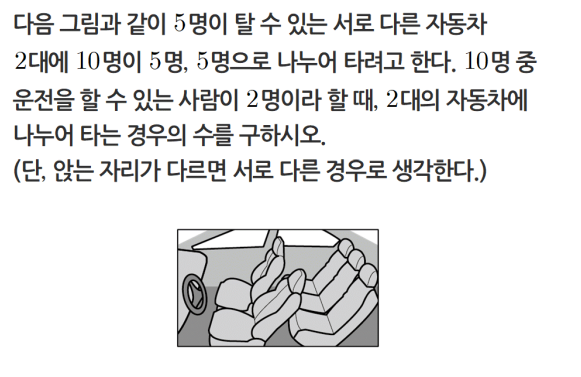 다음 그림과 같이 5명이 탈 수 있는 서로 다른 자동차
2대에 10명이 5명, 5명으로 나누어 타려고 한다. 10명 중
운전을 할 수 있는 사람이 2명이라 할 때, 2대의 자동차에
나누어 타는 경우의 수를 구하시오.
(단, 앉는 자리가 다르면 서로 다른 경우로 생각한다.)